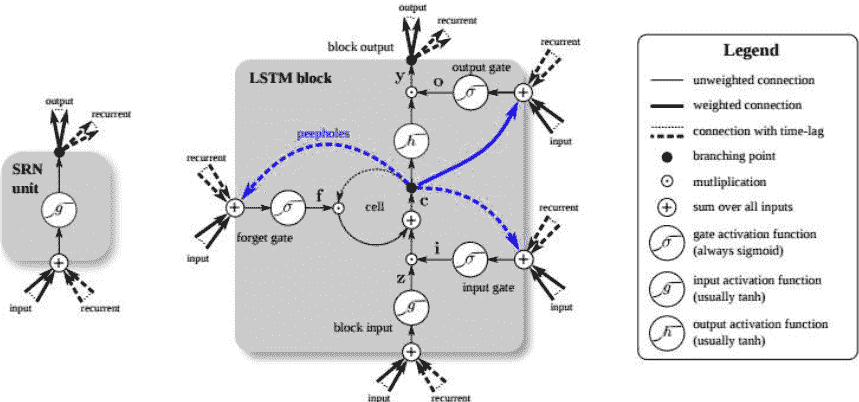 output
recurrent
SRN
unit
g
input
recurrent
output
recurrent
block output
LSTM block
y
o
output gate
σ
recurrent
input
h
peepholes
recurrent
f
σ
cell
c
forget gate
input
i
σ
input gate
recurrent
input
z
g
block input
input
recurrent
Legend
unweighted connection
weighted connection
connection with time-lag
branching point
mutliplication
sum over all inputs
σ
gate activation function
(always sigmoid)
g
input activation function
(usually tanh)
h
output activation function
(usually tanh)